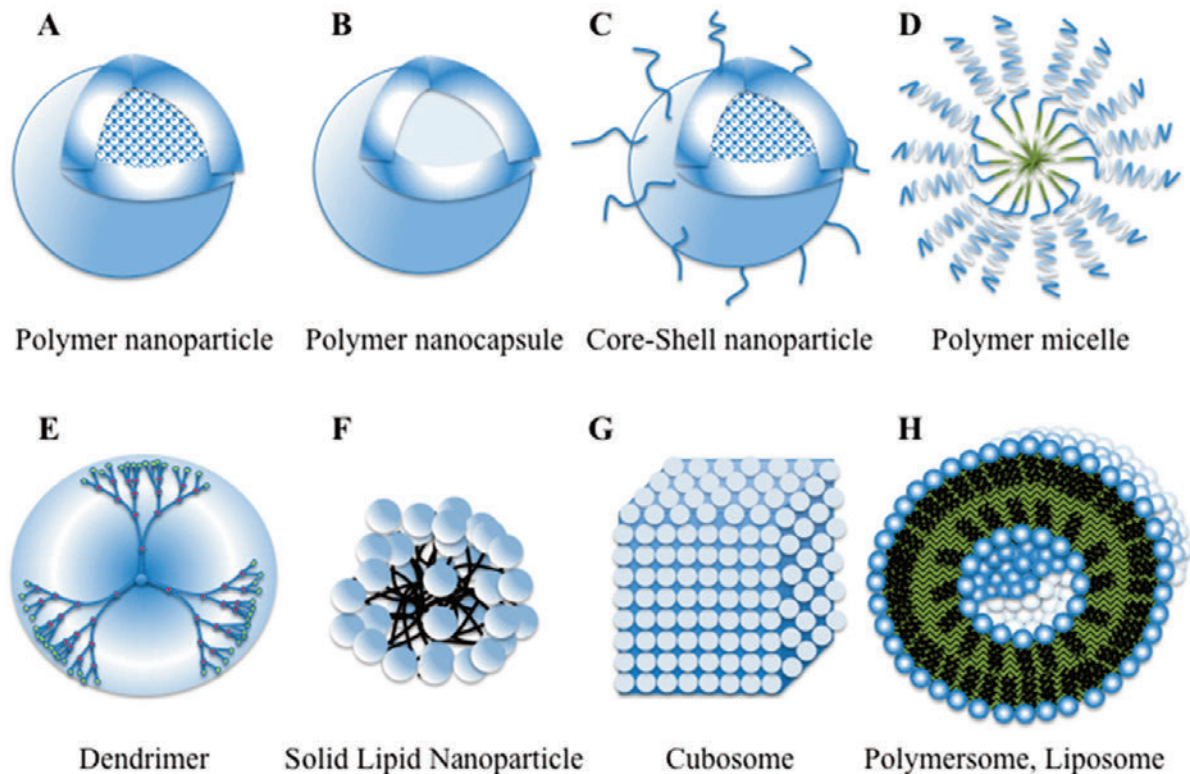 A
B
C
D
Polymer nanoparticle
Polymer nanocapsule
Core-Shell nanoparticle
Polymer micelle
E
F
G
H
Dendrimer
Solid Lipid Nanoparticle
Cubosome
Polymersome, Liposome